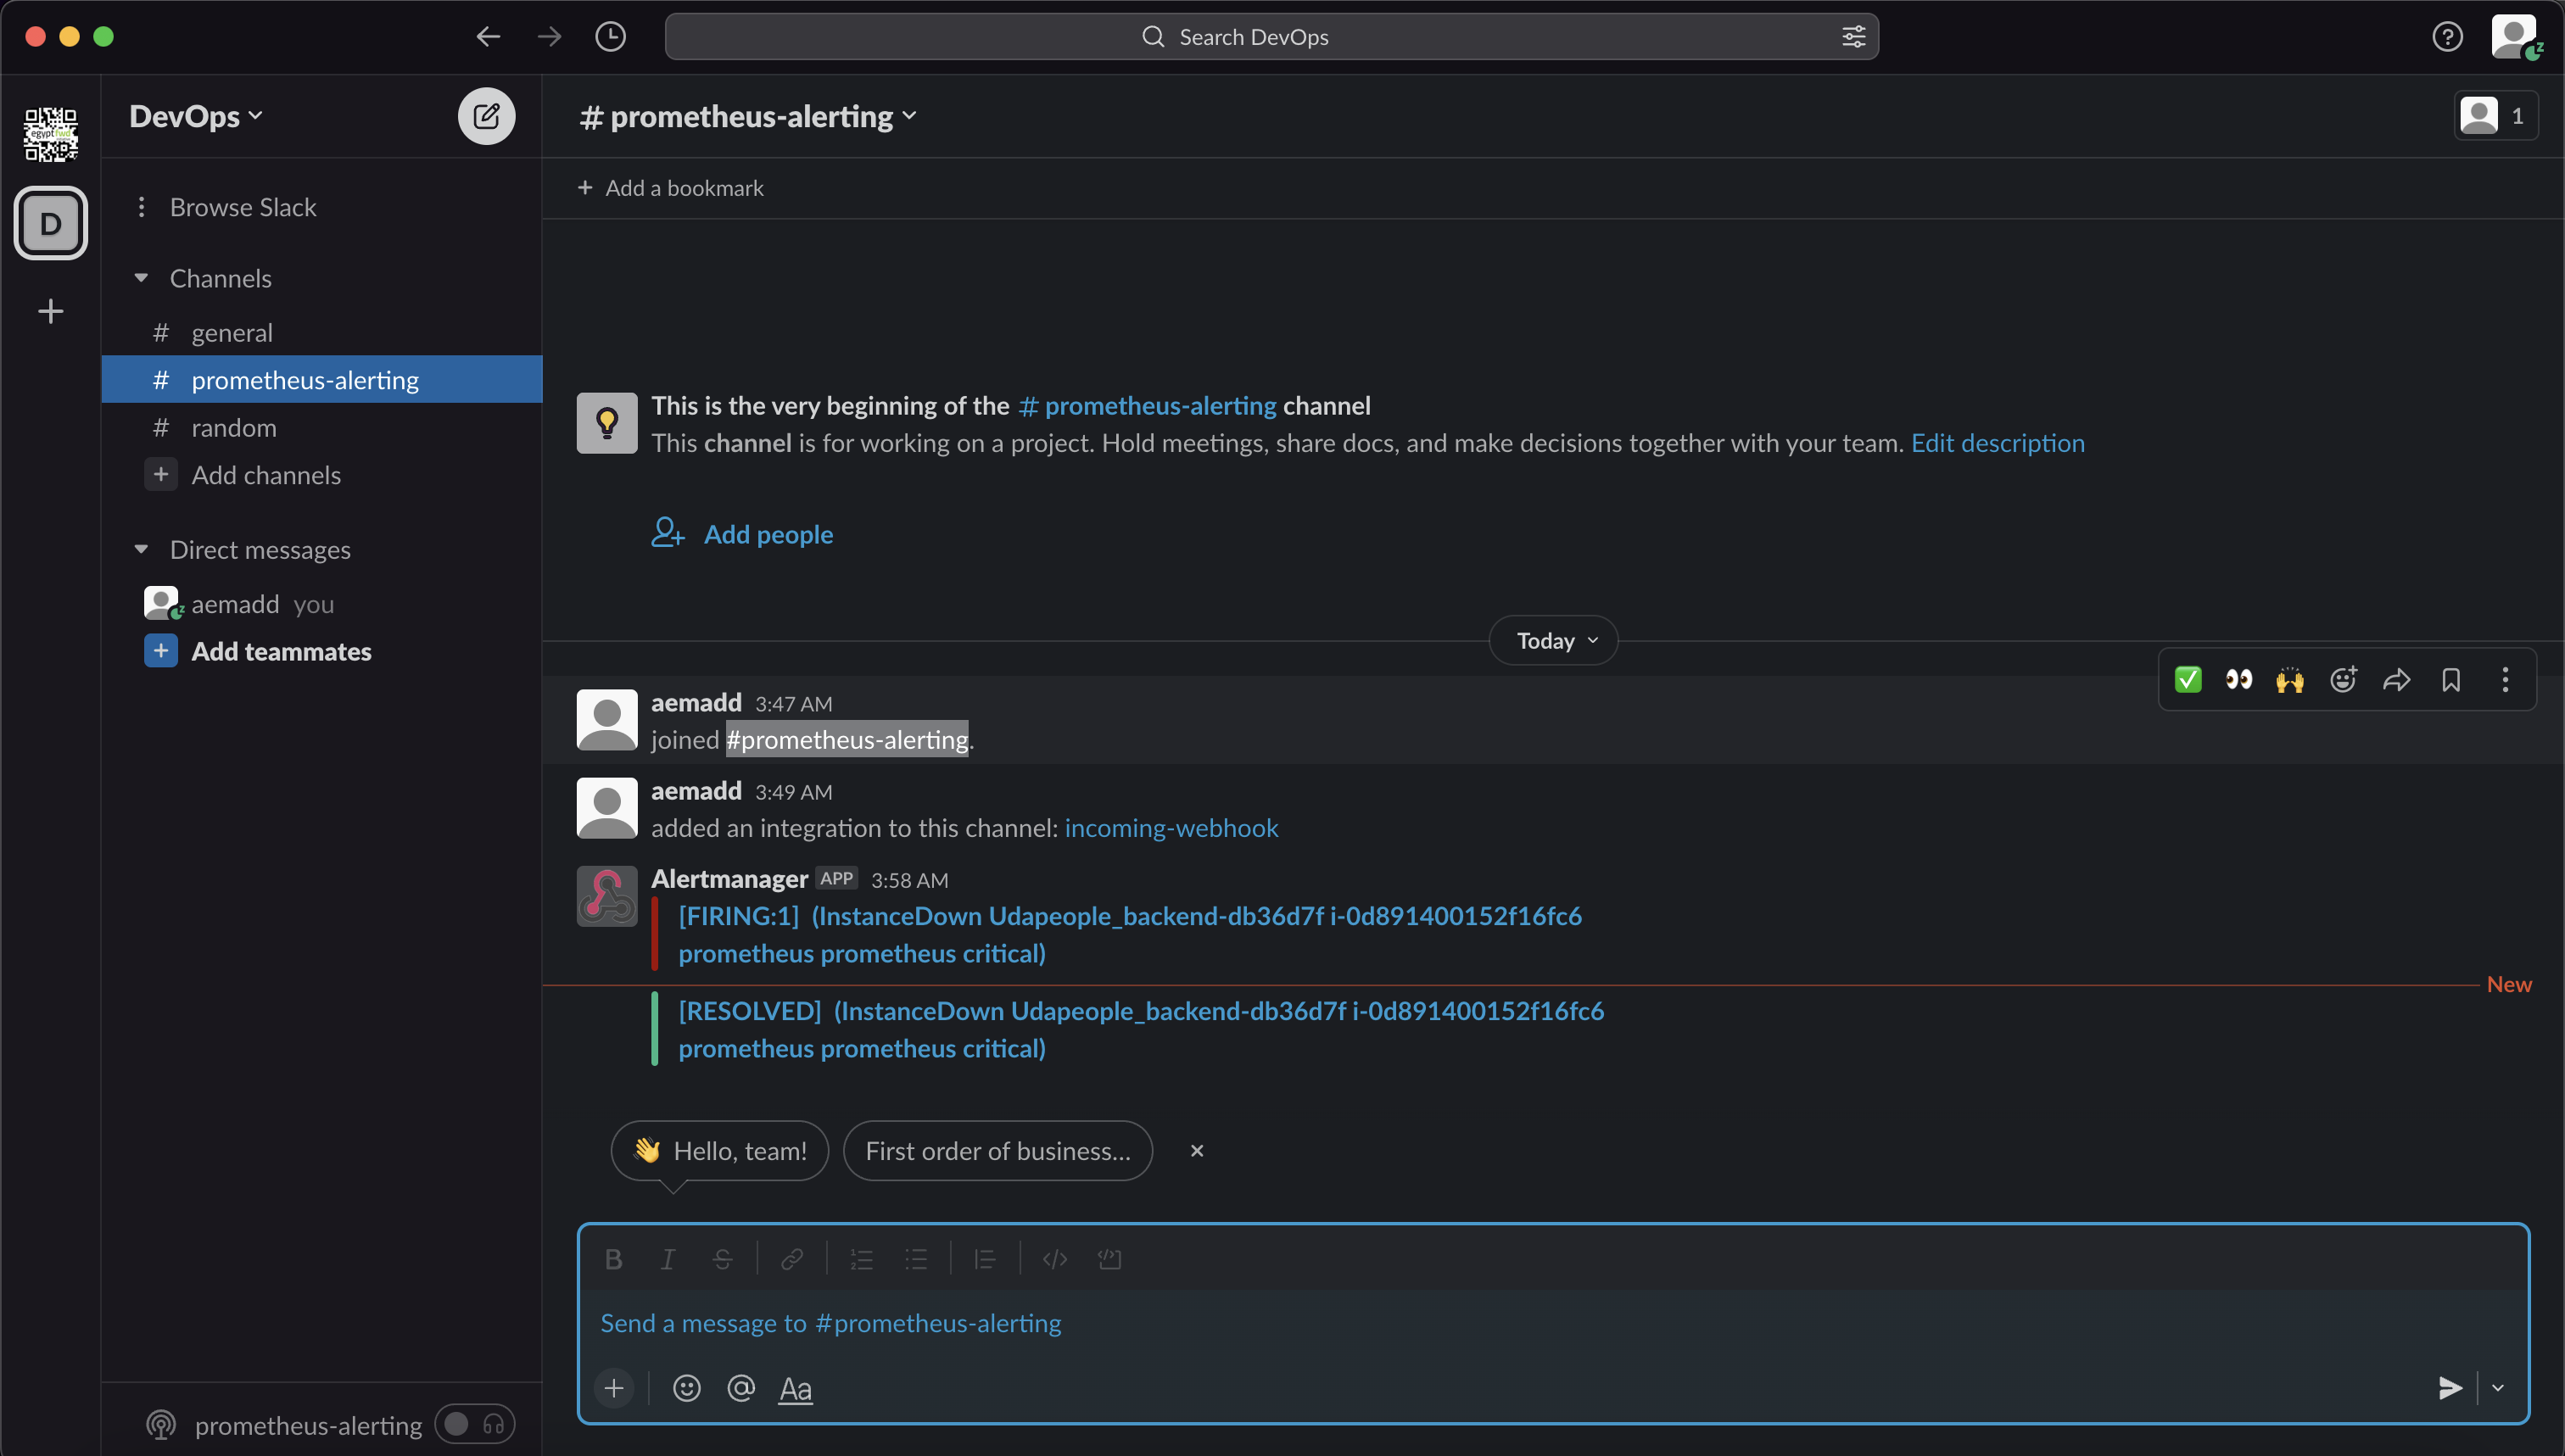 Search DevOps
egyptfwd
D
DevOps
Browse Slack
Channels
# general
# prometheus-alerting
# random
+ Add channels
Direct messages
aemadd you
+ Add teammates
prometheus-alerting
# prometheus-alerting
1
+ Add a bookmark
This is the very beginning of the # prometheus-alerting channel
This channel is for working on a project. Hold meetings, share docs, and make decisions together with your team. Edit description
Add people
Today
aemadd 3:47 AM
joined #prometheus-alerting.
aemadd 3:49 AM
added an integration to this channel: incoming-webhook
Alertmanager APP 3:58 AM
[FIRING:1] (InstanceDown Udapeople_backend-db36d7f i-0d891400152f16fc6
prometheus prometheus critical)
New
[RESOLVED] (InstanceDown Udapeople_backend-db36d7f i-0d891400152f16fc6
prometheus prometheus critical)
👋 Hello, team!
First order of business...
B I S
Send a message to #prometheus-alerting
+ @ Aa